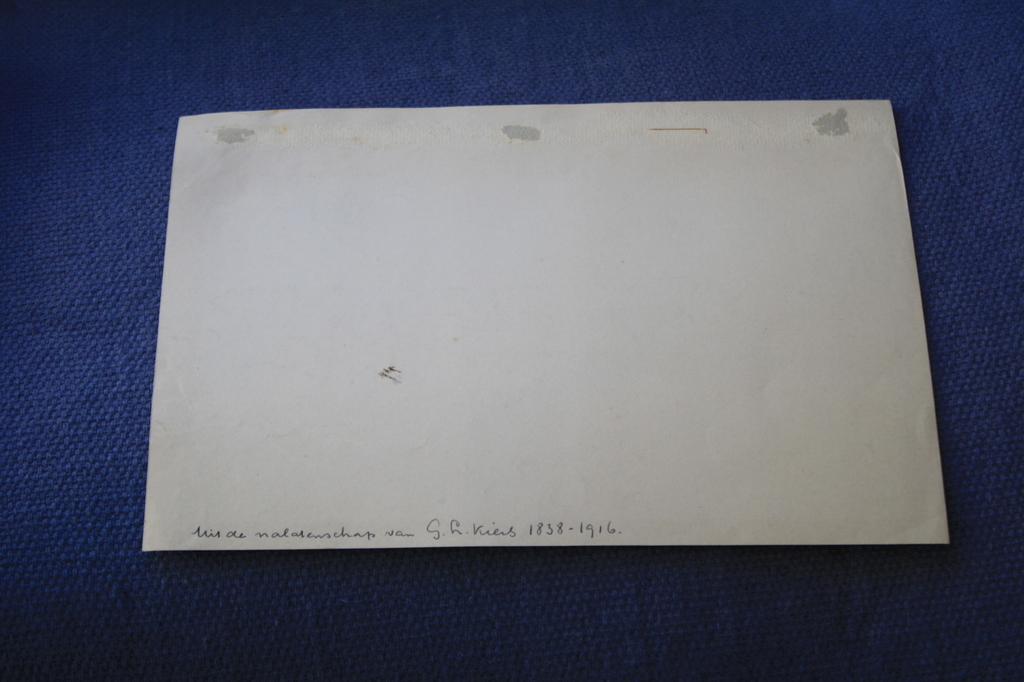 Uit de nalatenschap van G. L. Kiers 1838-1916.